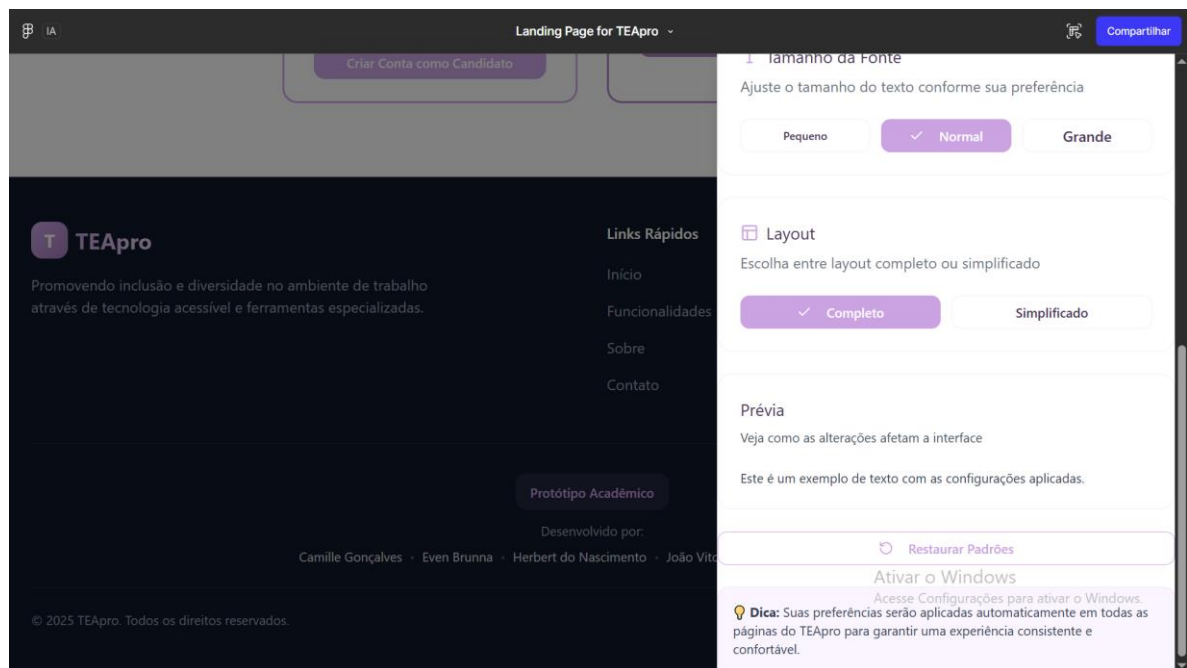 IA
Landing Page for TEApro
Compartilhar
Criar Conta como Candidato
Tamanho da Fonte
Ajuste o tamanho do texto conforme sua preferência
Pequeno
Normal
Grande
T TEApro
Promovendo inclusão e diversidade no ambiente de trabalho
através de tecnologia acessível e ferramentas especializadas.
Links Rápidos
Início
Funcionalidades
Sobre
Contato
Layout
Escolha entre layout completo ou simplificado
Completo
Simplificado
Prévia
Veja como as alterações afetam a interface
Este é um exemplo de texto com as configurações aplicadas.
Protótipo Acadêmico
Desenvolvido por:
Camille Gonçalves · Even Brunna · Herbert do Nascimento · João Vito
© 2025 TEApro. Todos os direitos reservados.
Restaurar Padrões
Ativar o Windows
Acesse Configurações para ativar o Windows.
Dica: Suas preferências serão aplicadas automaticamente em todas as
páginas do TEApro para garantir uma experiência consistente e
confortável.